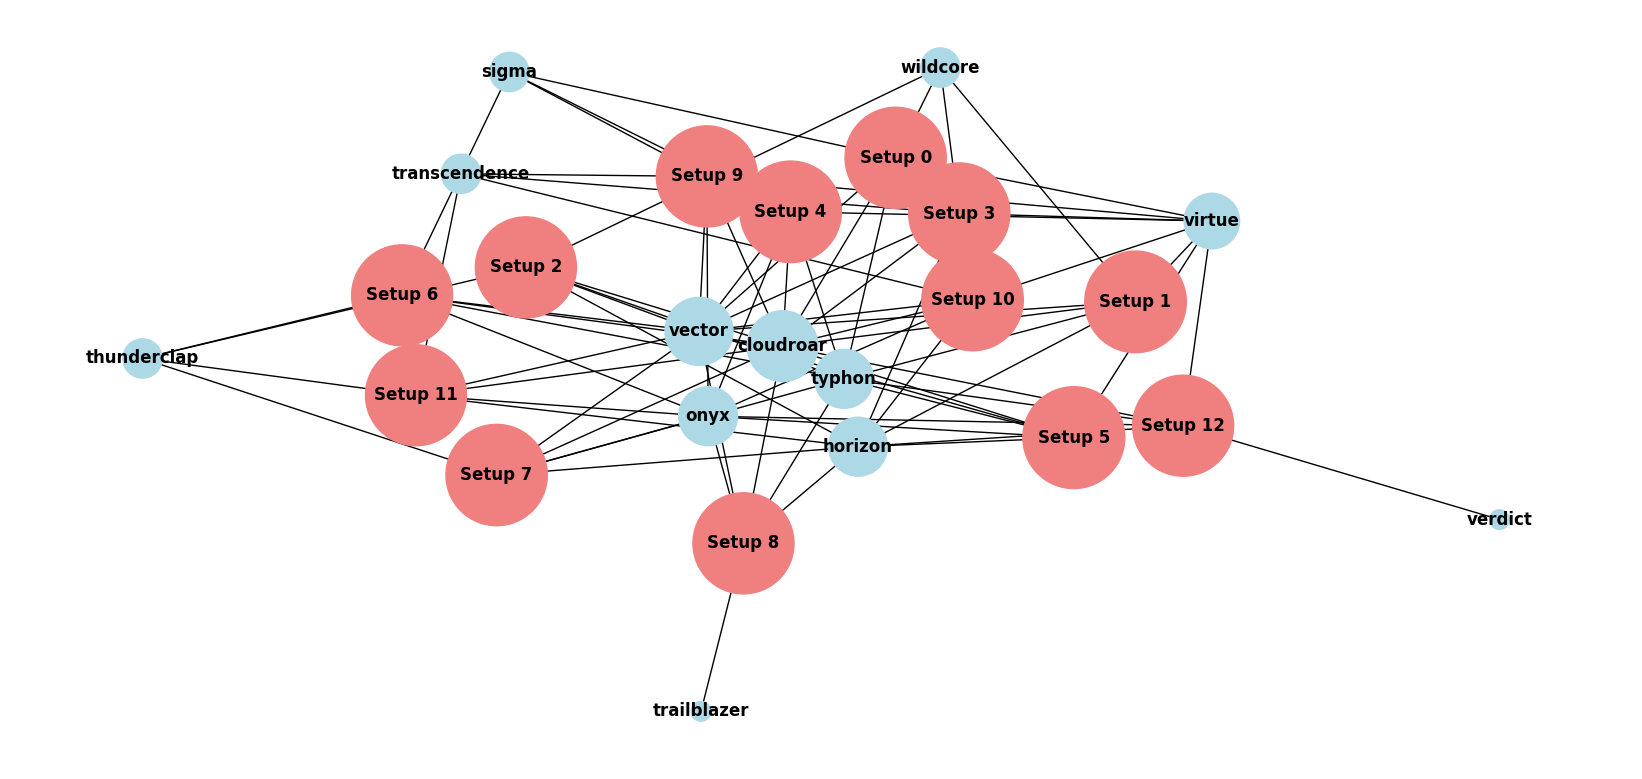 sigma
wildcore
Setup 0
transcendence
Setup 9
Setup 4
Setup 3
virtue
Setup 2
Setup 6
Setup 10
Setup 1
vector
cloudroar
thunderclap
typhon
Setup 11
onyx
Setup 12
Setup 5
horizon
Setup 7
verdict
Setup 8
trailblazer